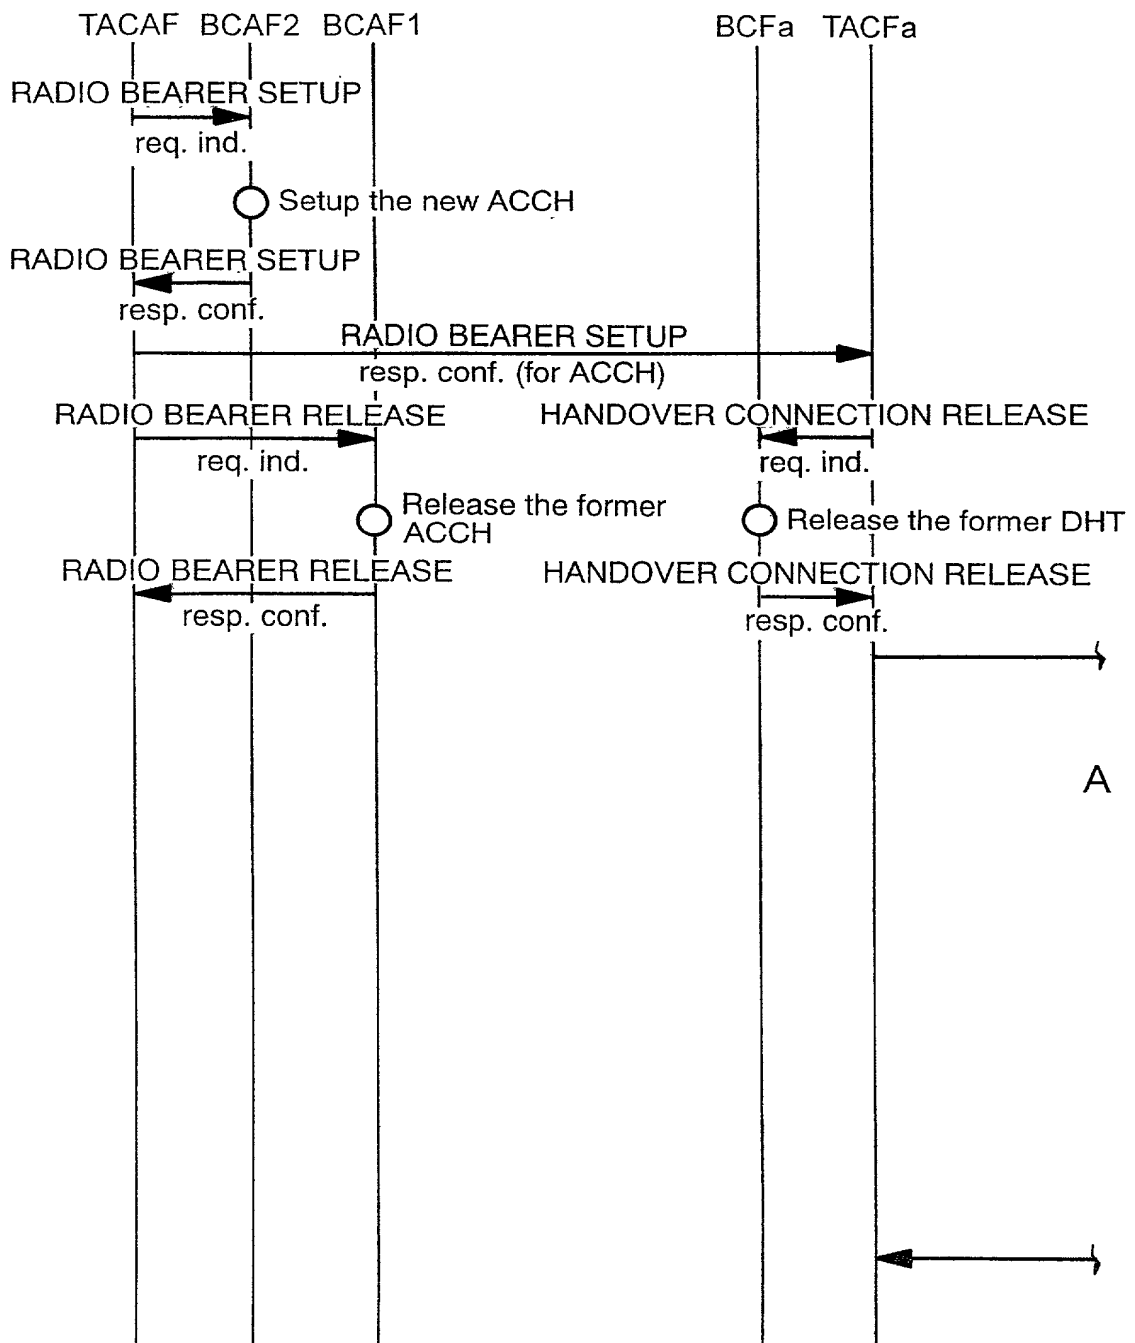 TACAF BCAF2 BCAF1 BCFa TACFa
RADIO BEARER SETUP
req. ind.
Setup the new ACCH
RADIO BEARER SETUP
resp. conf.
RADIO BEARER SETUP
resp. conf. (for ACCH)
RADIO BEARER RELEASE HANDOVER CONNECTION RELEASE
req. ind. req. ind.
Release the former
ACCH
Release the former DHT
RADIO BEARER RELEASE HANDOVER CONNECTION RELEASE
resp. conf. resp. conf.
A